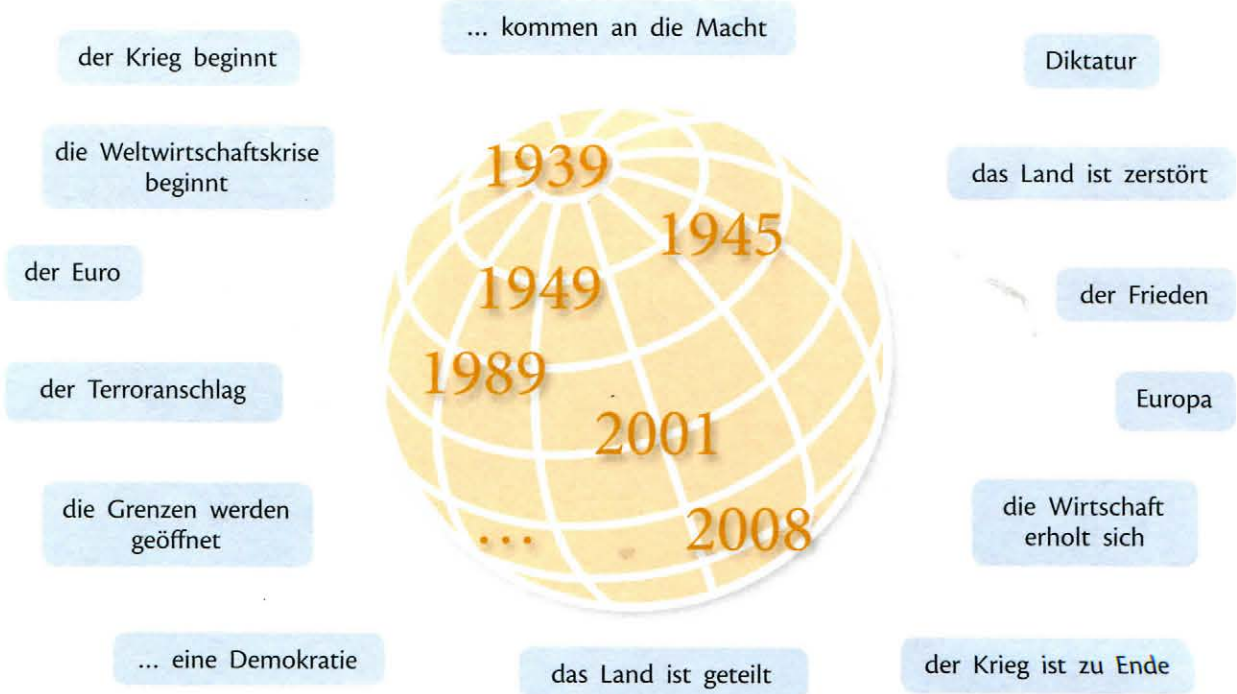 ... kommen an die Macht
der Krieg beginnt
Diktatur
die Weltwirtschaftskrise
beginnt
1939
das Land ist zerstört
1945
der Euro
1949
der Frieden
der Terroranschlag
1989
2001
Europa
die Grenzen werden
geöffnet
...
2008
die Wirtschaft
erholt sich
... eine Demokratie
das Land ist geteilt
der Krieg ist zu Ende